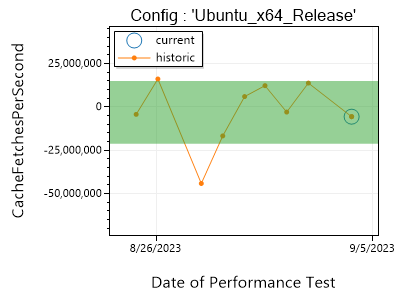 Config : 'Ubuntu_x64_Release'
current
historic
25,000,000
0
-25,000,000
-50,000,000
CacheFetchesPerSecond
8/26/2023
9/5/2023
Date of Performance Test